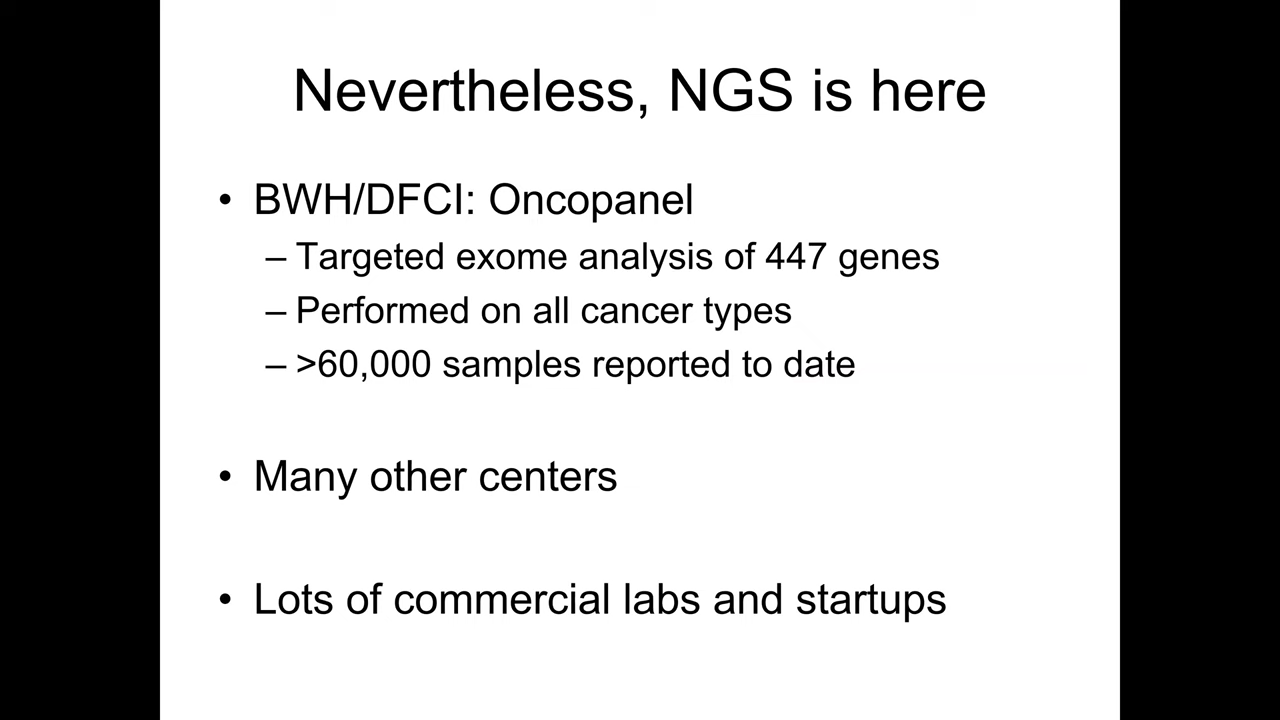 Nevertheless, NGS is here
• BWH/DFCI: Oncopanel
– Targeted exome analysis of 447 genes
– Performed on all cancer types
– >60,000 samples reported to date
• Many other centers
• Lots of commercial labs and startups